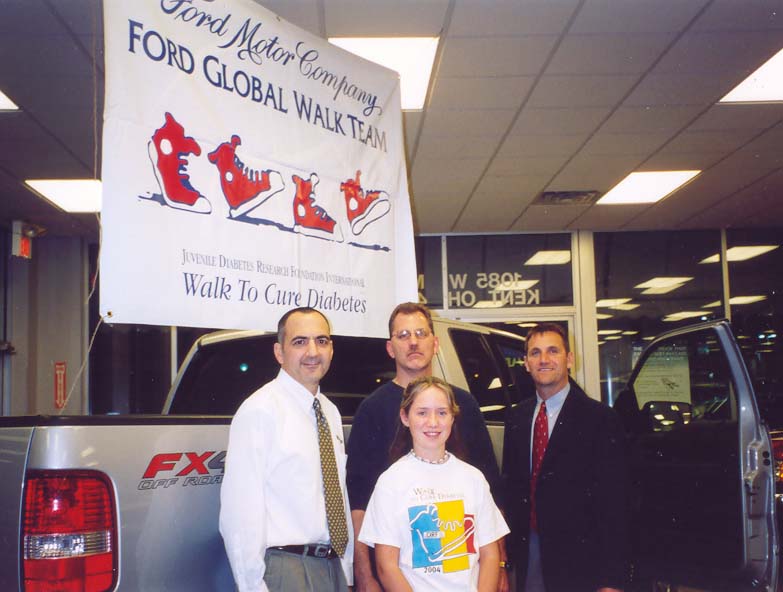 Ford Motor Company,
FORD GLOBAL WALK TEAM
JUVENILE DIABETES RESEARCH FOUNDATION INTERNATIONAL
Walk To Cure Diabetes
1085 W
KENT OH
FX4
OFF ROAD
WALK
TO CURE DIABETES
2004